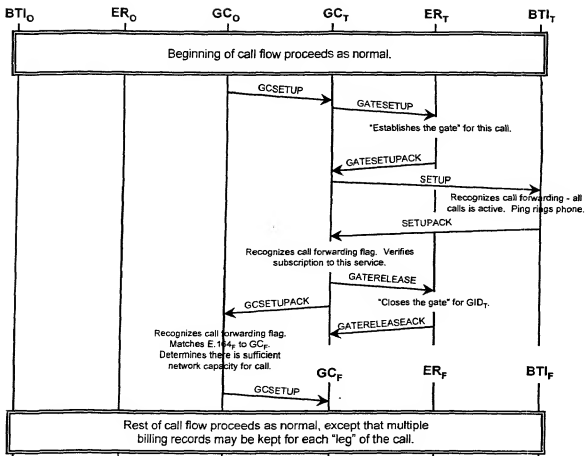 BTIO ERO GCO GCT ERT BTIT
Beginning of call flow proceeds as normal.
GCSETUP
GATESETUP
"Establishes the gate" for this call.
GATESETUPACK
SETUP
Recognizes call forwarding - all
calls is active. Ping rings phone.
SETUPACK
Recognizes call forwarding flag. Verifies
subscription to this service.
GATERELEASE
GCSETUPACK
"Closes the gate" for GIDT.
GATERELEASEACK
Recognizes call forwarding flag.
Matches E.164F to GCF.
Determines there is sufficient
network capacity for call.
GCF ERF BTIF
GCSETUP
Rest of call flow proceeds as normal, except that multiple
billing records may be kept for each "leg" of the call.